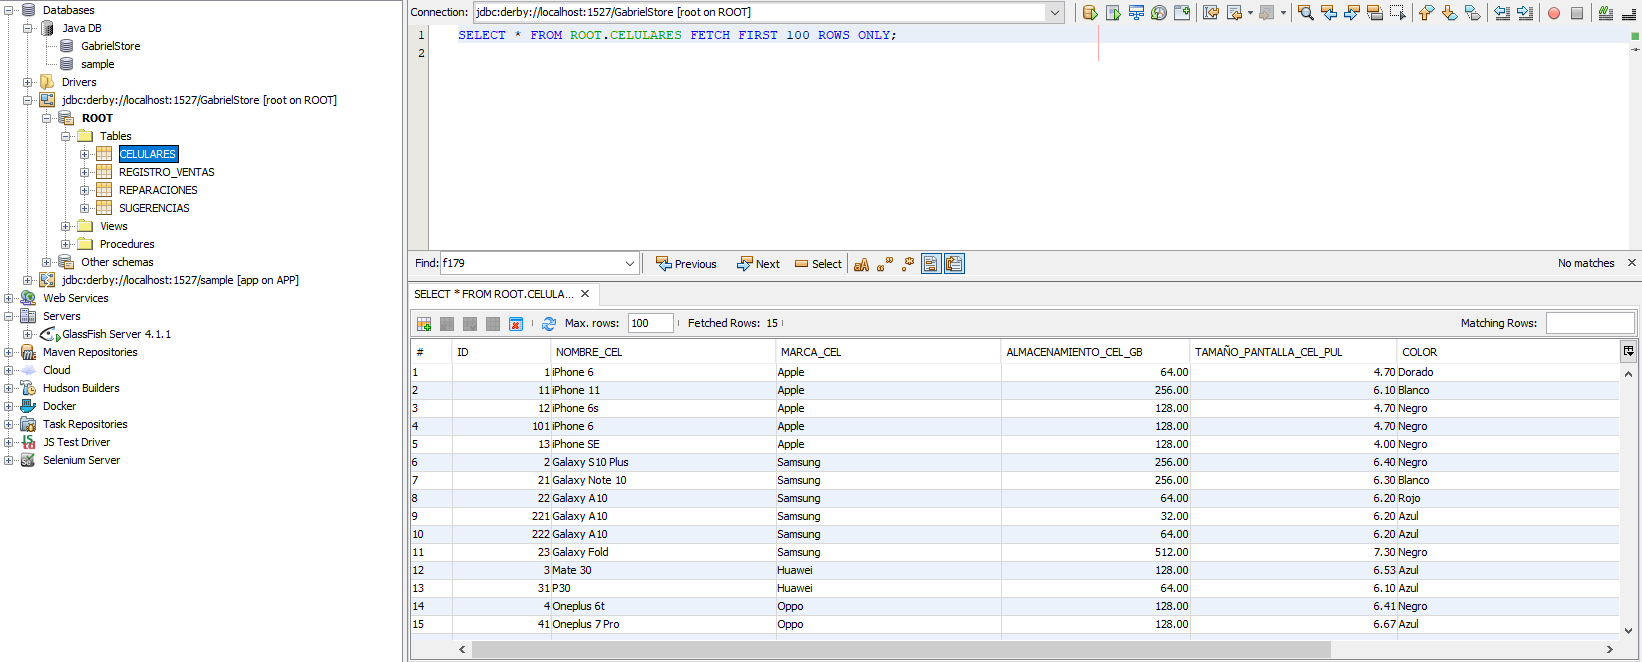 Databases
Java DB
GabrielStore
sample
Drivers
jdbc:derby://localhost:1527/GabrielStore [root on ROOT]
ROOT
Tables
CELULARES
REGISTRO_VENTAS
REPARACIONES
SUGERENCIAS
Views
Procedures
Other schemas
jdbc:derby://localhost:1527/sample [app on APP]
Web Services
Servers
GlassFish Server 4.1.1
Maven Repositories
Cloud
Hudson Builders
Docker
Task Repositories
JS Test Driver
Selenium Server
Connection: jdbc:derby://localhost:1527/GabrielStore [root on ROOT]
1 SELECT * FROM ROOT.CELULARES FETCH FIRST 100 ROWS ONLY;
2
Find: f179 Previous Next Select No matches
SELECT * FROM ROOT.CELULA...
Max. rows: 100 Fetched Rows: 15 Matching Rows:
# ID NOMBRE_CEL MARCA_CEL ALMACENAMIENTO_CEL_GB TAMAÑO_PANTALLA_CEL_PUL COLOR
1 1 iPhone 6 Apple 64.00 4.70 Dorado
2 11 iPhone 11 Apple 256.00 6.10 Blanco
3 12 iPhone 6s Apple 128.00 4.70 Negro
4 101 iPhone 6 Apple 128.00 4.70 Negro
5 13 iPhone SE Apple 128.00 4.00 Negro
6 2 Galaxy S10 Plus Samsung 256.00 6.40 Negro
7 21 Galaxy Note 10 Samsung 256.00 6.30 Blanco
8 22 Galaxy A10 Samsung 64.00 6.20 Rojo
9 221 Galaxy A10 Samsung 32.00 6.20 Azul
10 222 Galaxy A10 Samsung 64.00 6.20 Azul
11 23 Galaxy Fold Samsung 512.00 7.30 Negro
12 3 Mate 30 Huawei 128.00 6.53 Azul
13 31 P30 Huawei 64.00 6.10 Azul
14 4 Oneplus 6t Oppo 128.00 6.41 Negro
15 41 Oneplus 7 Pro Oppo 128.00 6.67 Azul